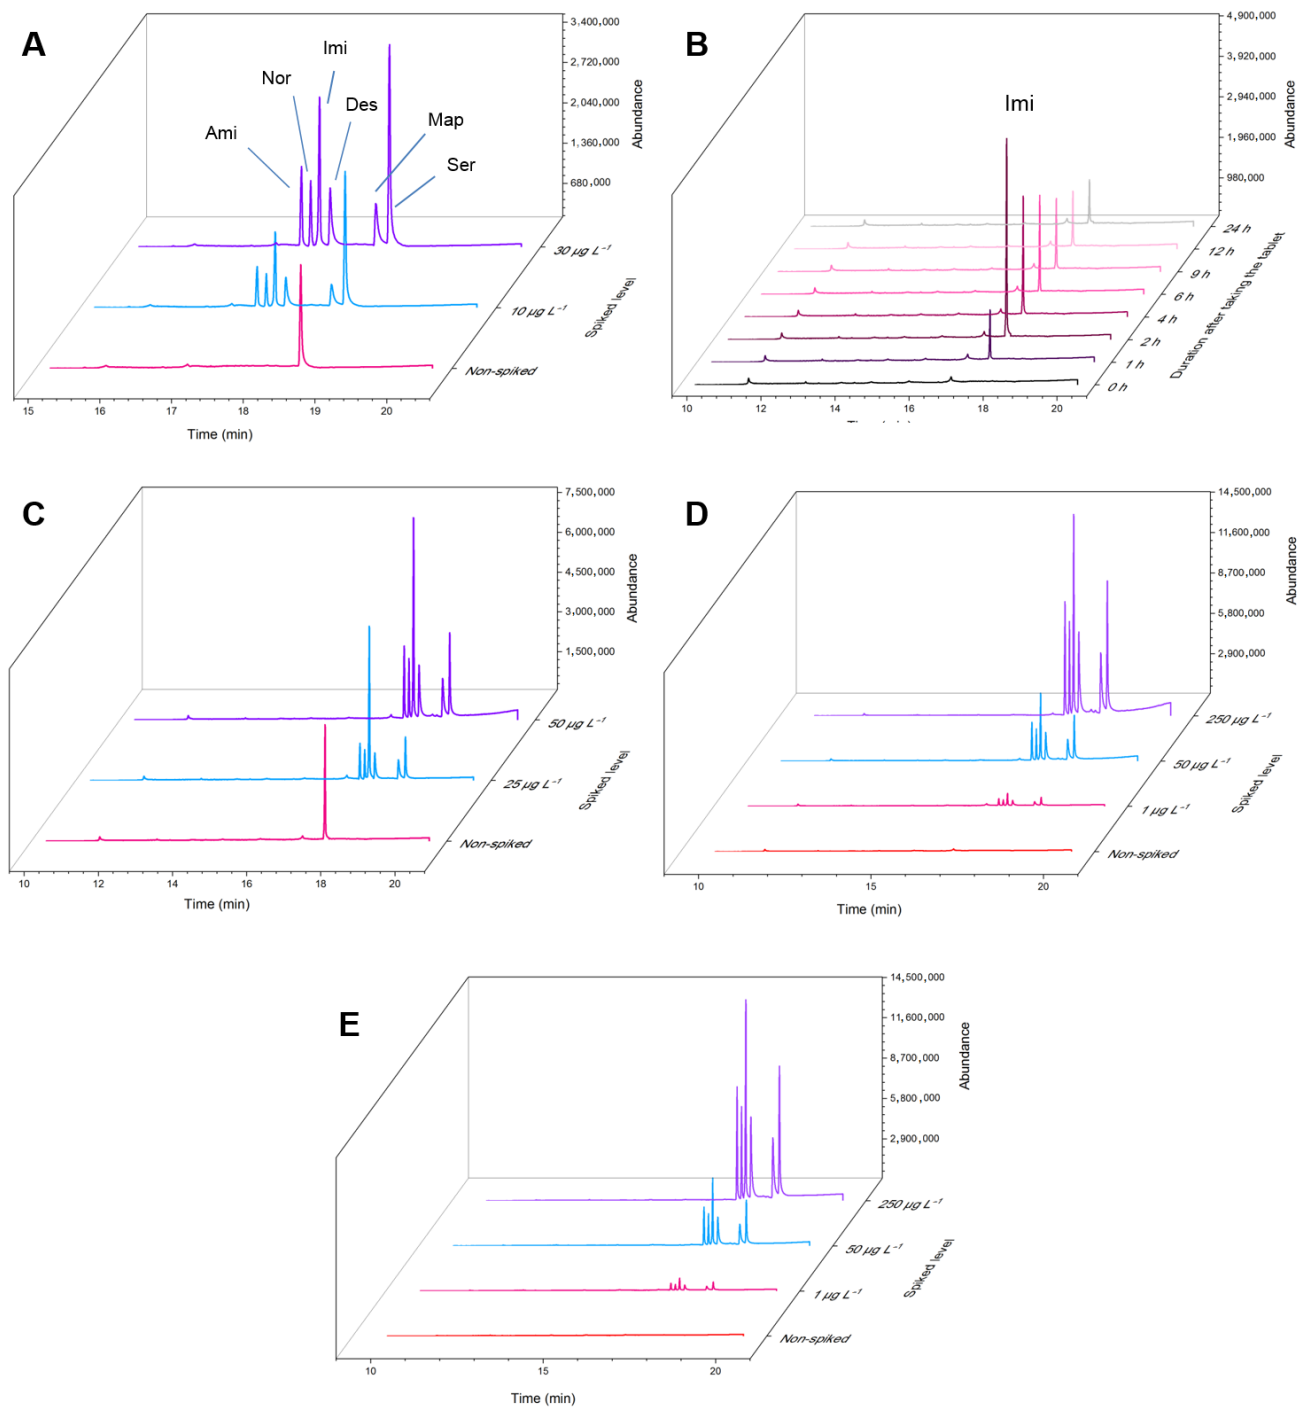 A
Ami
Nor
Imi
Des
Map
Ser
3,400,000
2,720,000
2,040,000
1,360,000
680,000
Abundance
30 µg L⁻¹
10 µg L⁻¹
Non-spiked
Spiked level
15 16 17 18 19 20
Time (min)
B
Imi
4,900,000
3,920,000
2,940,000
1,960,000
980,000
Abundance
24 h
12 h
9 h
6 h
4 h
2 h
1 h
0 h
Duration after taking the tablet
10 12 14 16 18 20
C
7,500,000
6,000,000
4,500,000
3,000,000
1,500,000
Abundance
50 µg L⁻¹
25 µg L⁻¹
Non-spiked
Spiked level
10 12 14 16 18 20
Time (min)
D
14,500,000
11,600,000
8,700,000
5,800,000
2,900,000
Abundance
250 µg L⁻¹
50 µg L⁻¹
1 µg L⁻¹
Non-spiked
Spiked level
10 15 20
Time (min)
E
14,500,000
11,600,000
8,700,000
5,800,000
2,900,000
Abundance
250 µg L⁻¹
50 µg L⁻¹
1 µg L⁻¹
Non-spiked
Spiked level
10 15 20
Time (min)